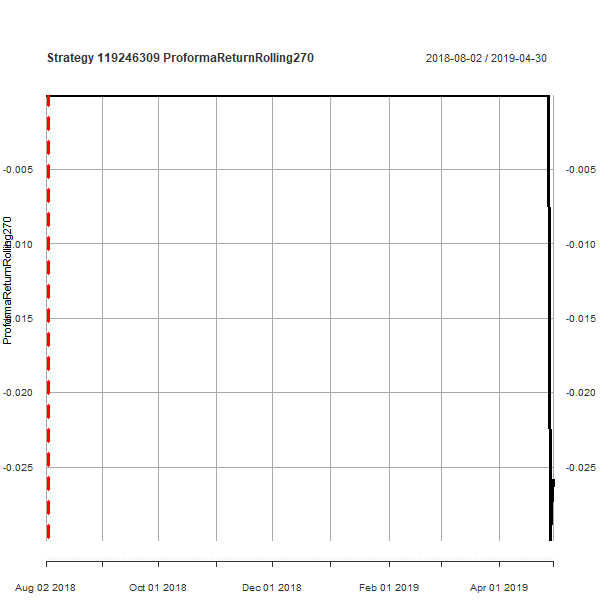 Strategy 119246309 ProformaReturnRolling270
2018-08-02 / 2019-04-30
ProformaReturnRolling270
-0.005
-0.010
-0.015
-0.020
-0.025
-0.005
-0.010
-0.015
-0.020
-0.025
Aug 02 2018 Oct 01 2018 Dec 01 2018 Feb 01 2019 Apr 01 2019